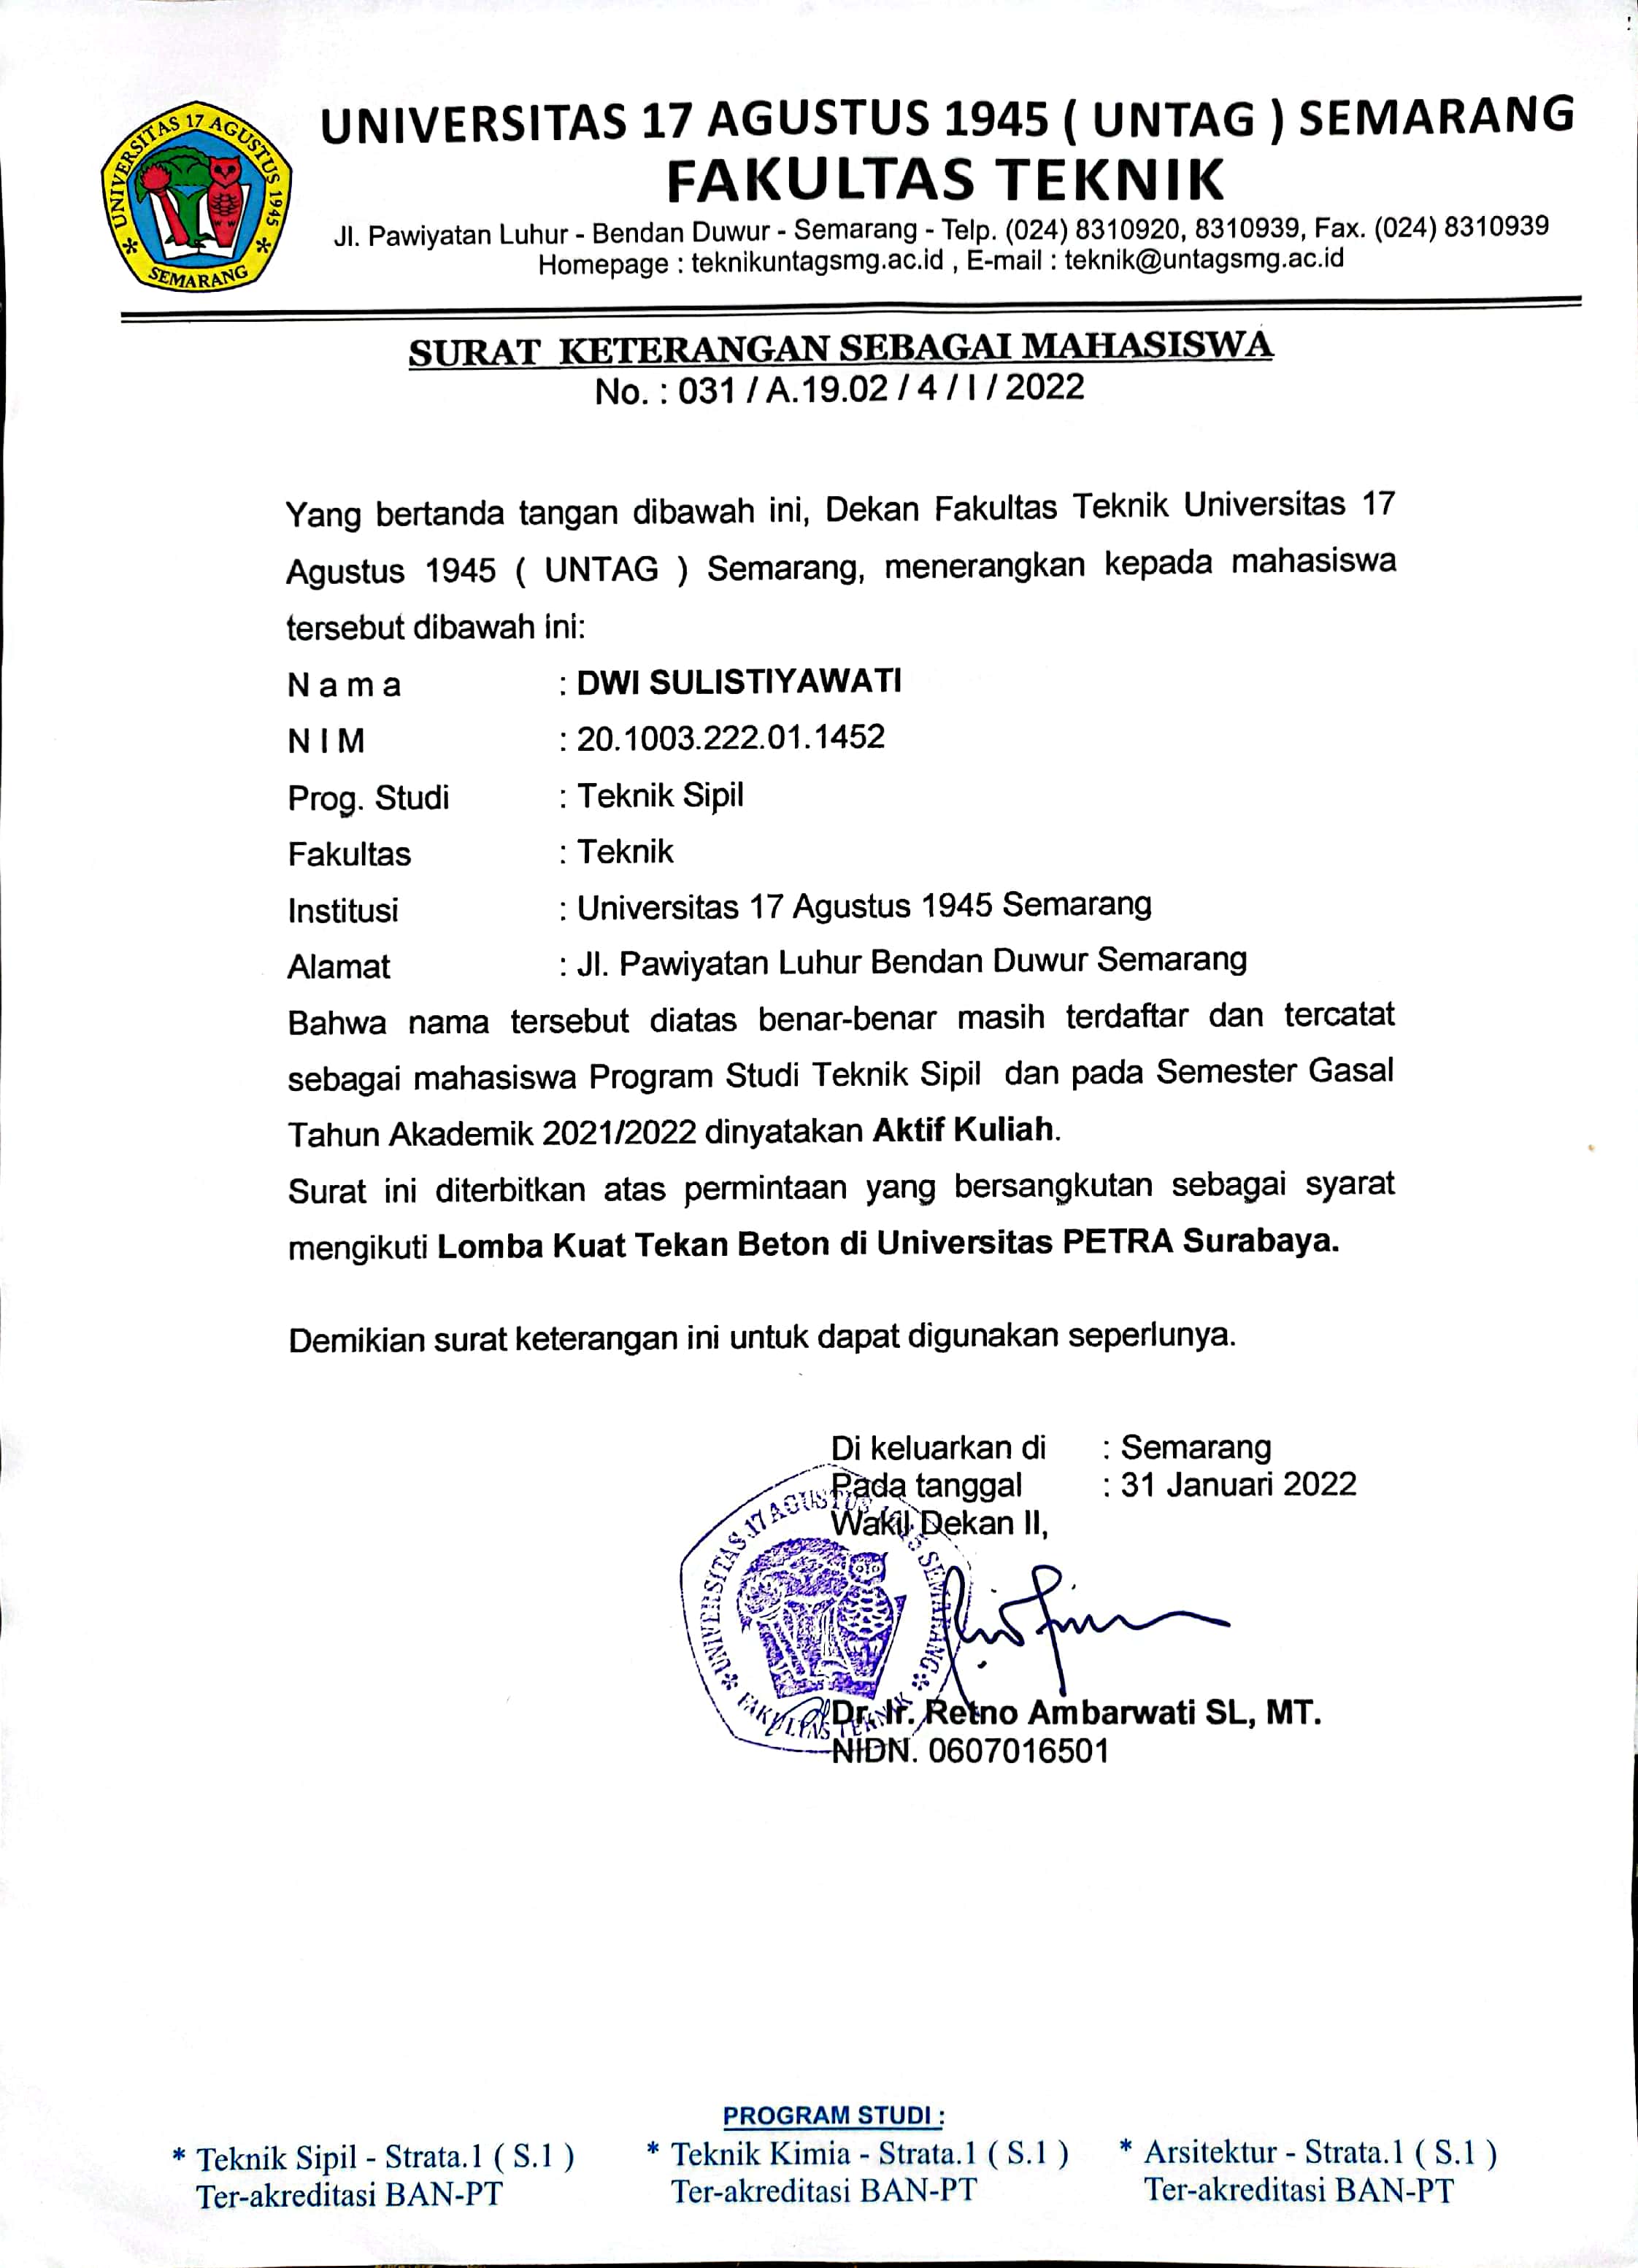 UNIVERSITAS 17 AGUSTUS 1945 ( UNTAG ) SEMARANG
FAKULTAS TEKNIK
Jl. Pawiyatan Luhur - Bendan Duwur - Semarang - Telp. (024) 8310920, 8310939, Fax. (024) 8310939
Homepage : teknikuntagsmg.ac.id , E-mail : teknik@untagsmg.ac.id
UNIVERSITAS 17 AGUSTUS 1945
* SEMARANG *
SURAT KETERANGAN SEBAGAI MAHASISWA
No. : 031 / A.19.02 / 4 / I / 2022
Yang bertanda tangan dibawah ini, Dekan Fakultas Teknik Universitas 17
Agustus 1945 ( UNTAG ) Semarang, menerangkan kepada mahasiswa
tersebut dibawah ini:
N a m a : DWI SULISTIYAWATI
N I M : 20.1003.222.01.1452
Prog. Studi : Teknik Sipil
Fakultas : Teknik
Institusi : Universitas 17 Agustus 1945 Semarang
Alamat : Jl. Pawiyatan Luhur Bendan Duwur Semarang
Bahwa nama tersebut diatas benar-benar masih terdaftar dan tercatat
sebagai mahasiswa Program Studi Teknik Sipil dan pada Semester Gasal
Tahun Akademik 2021/2022 dinyatakan Aktif Kuliah.
Surat ini diterbitkan atas permintaan yang bersangkutan sebagai syarat
mengikuti Lomba Kuat Tekan Beton di Universitas PETRA Surabaya.
Demikian surat keterangan ini untuk dapat digunakan seperlunya.
Di keluarkan di : Semarang
Pada tanggal : 31 Januari 2022
Wakil Dekan II,
UNIVERSITAS 17 AGUSTUS 1945 SEMARANG
* FAKULTAS TEKNIK *
Dr. Ir. Retno Ambarwati SL, MT.
NIDN. 0607016501
PROGRAM STUDI :
* Teknik Sipil - Strata.1 ( S.1 ) * Teknik Kimia - Strata.1 ( S.1 ) * Arsitektur - Strata.1 ( S.1 )
Ter-akreditasi BAN-PT Ter-akreditasi BAN-PT Ter-akreditasi BAN-PT